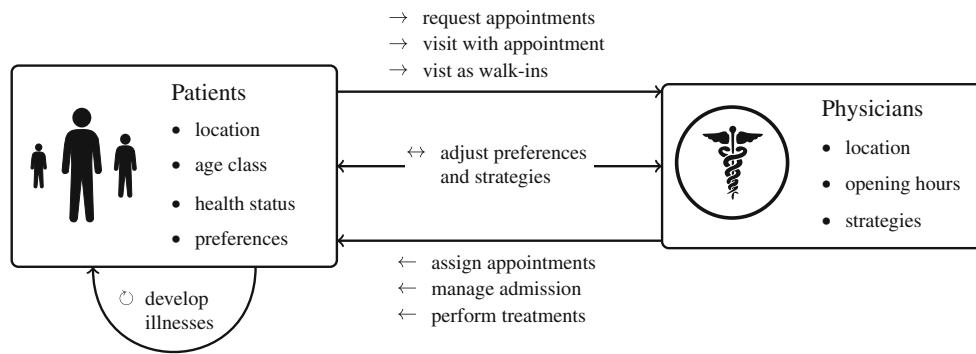 → request appointments
→ visit with appointment
→ vist as walk-ins
Patients
• location
• age class
• health status
• preferences
↔ adjust preferences
and strategies
Physicians
• location
• opening hours
• strategies
← assign appointments
← manage admission
← perform treatments
↻ develop
illnesses